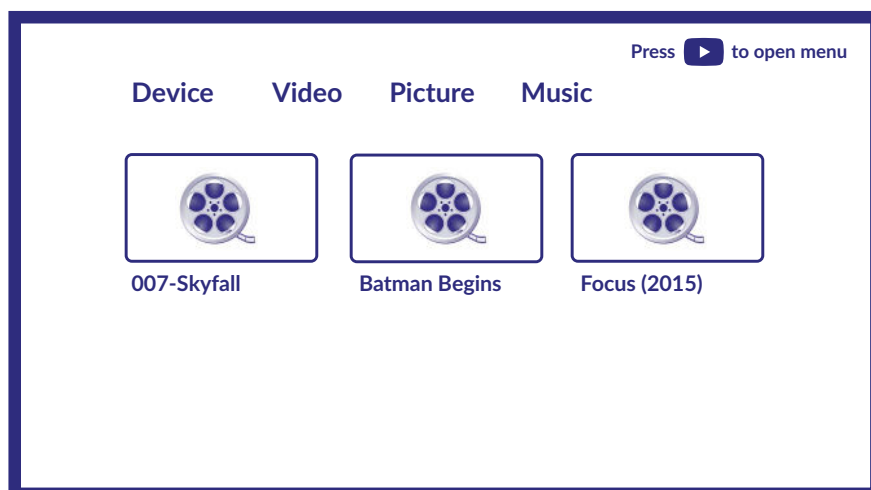 Press to open menu
Device Video Picture Music
007-Skyfall Batman Begins Focus (2015)